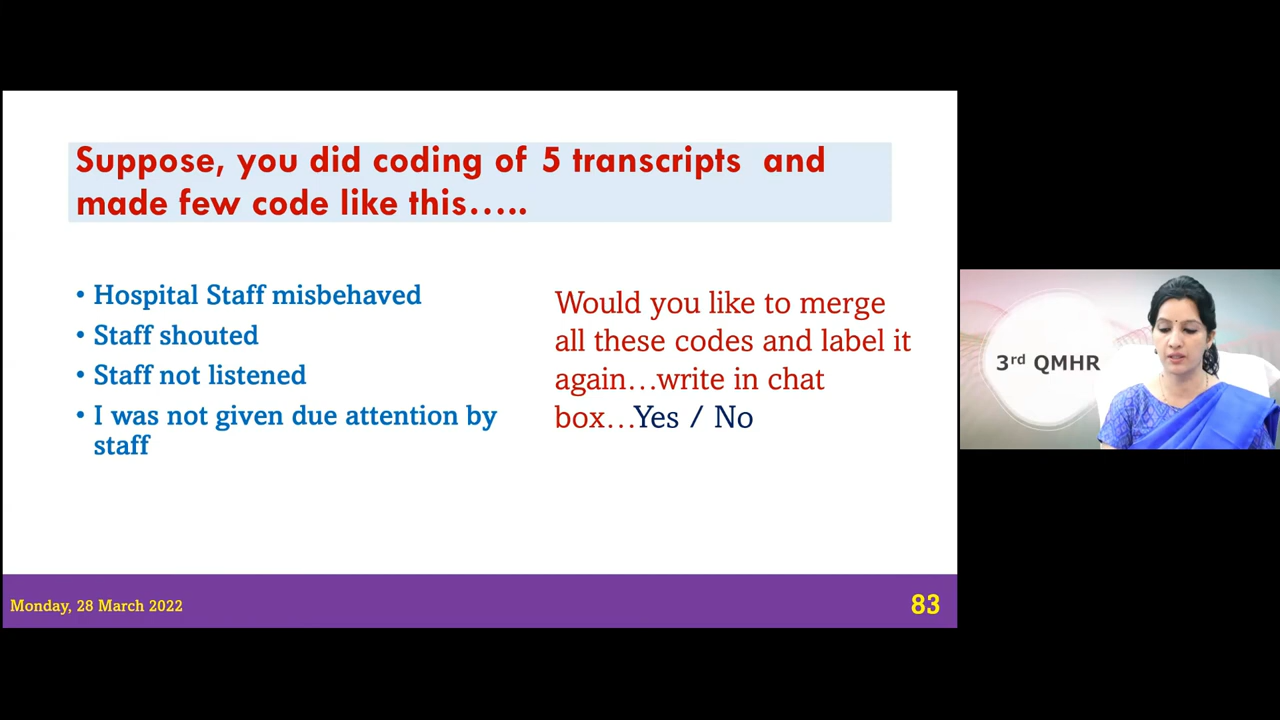 Suppose, you did coding of 5 transcripts and
made few code like this.....
• Hospital Staff misbehaved
• Staff shouted
• Staff not listened
• I was not given due attention by
staff
Would you like to merge
all these codes and label it
again...write in chat
box...Yes / No
3rd QMHR
Monday, 28 March 2022
83